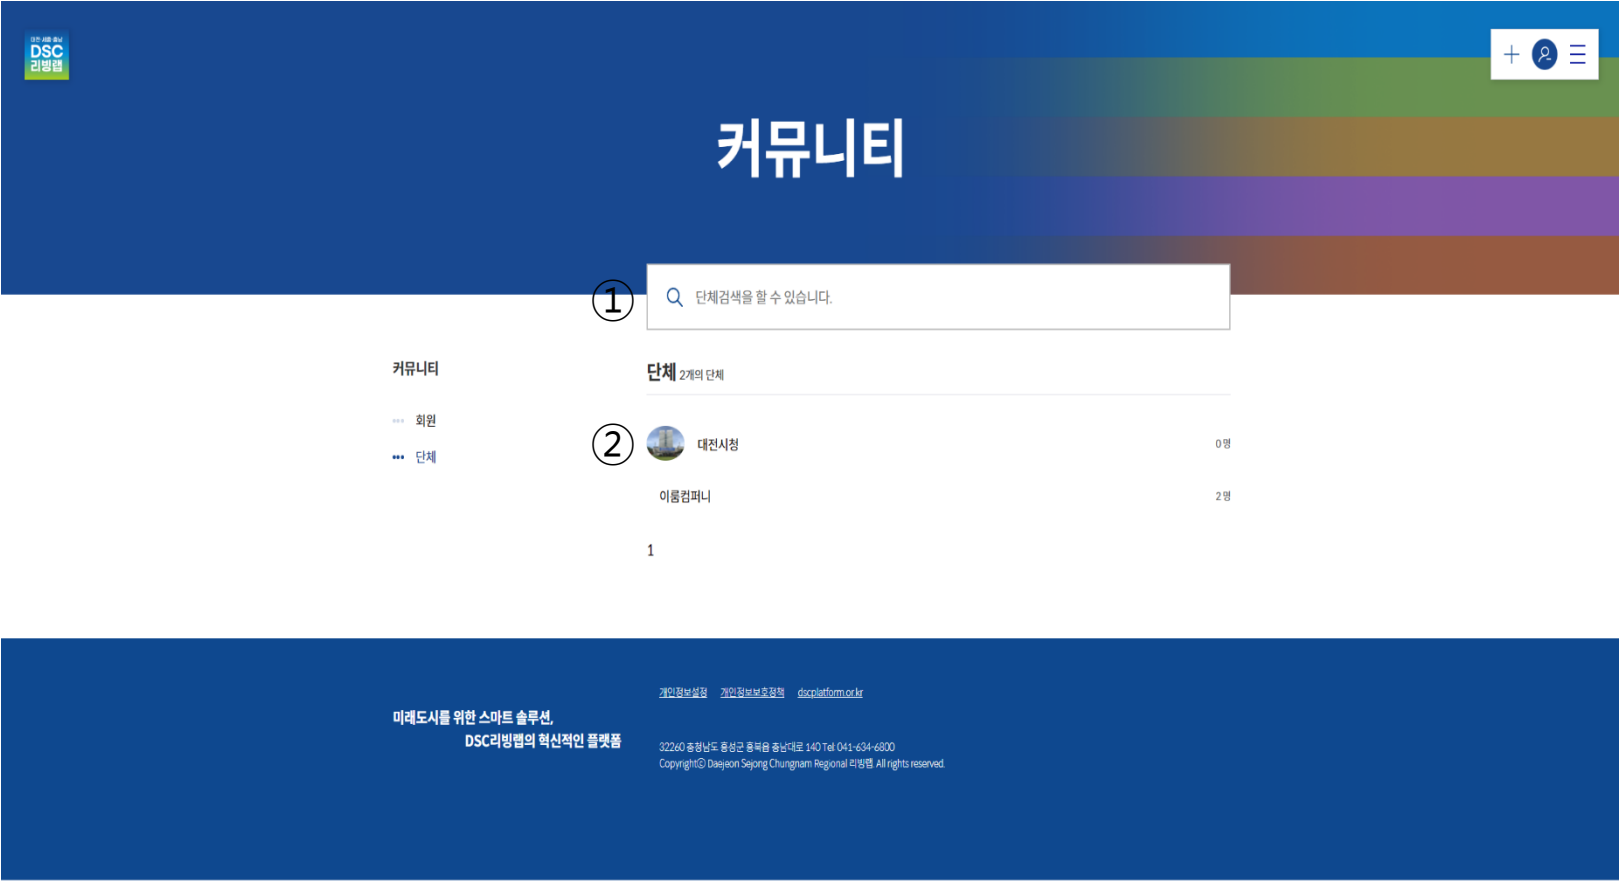 대전·세종·충남
DSC
리빙랩
커뮤니티
① 단체검색을 할 수 있습니다.
커뮤니티
회원
단체
단체 2개의 단체
② 대전시청 0 명
이룸컴퍼니 2 명
1
미래도시를 위한 스마트 솔루션,
DSC리빙랩의 혁신적인 플랫폼
개인정보설정 개인정보보호정책 dscplatform.or.kr
32260 충청남도 홍성군 홍북읍 충남대로 140 Tel: 041-634-6800
Copyrightⓒ Daejeon Sejong Chungnam Regional 리빙랩. All rights reserved.